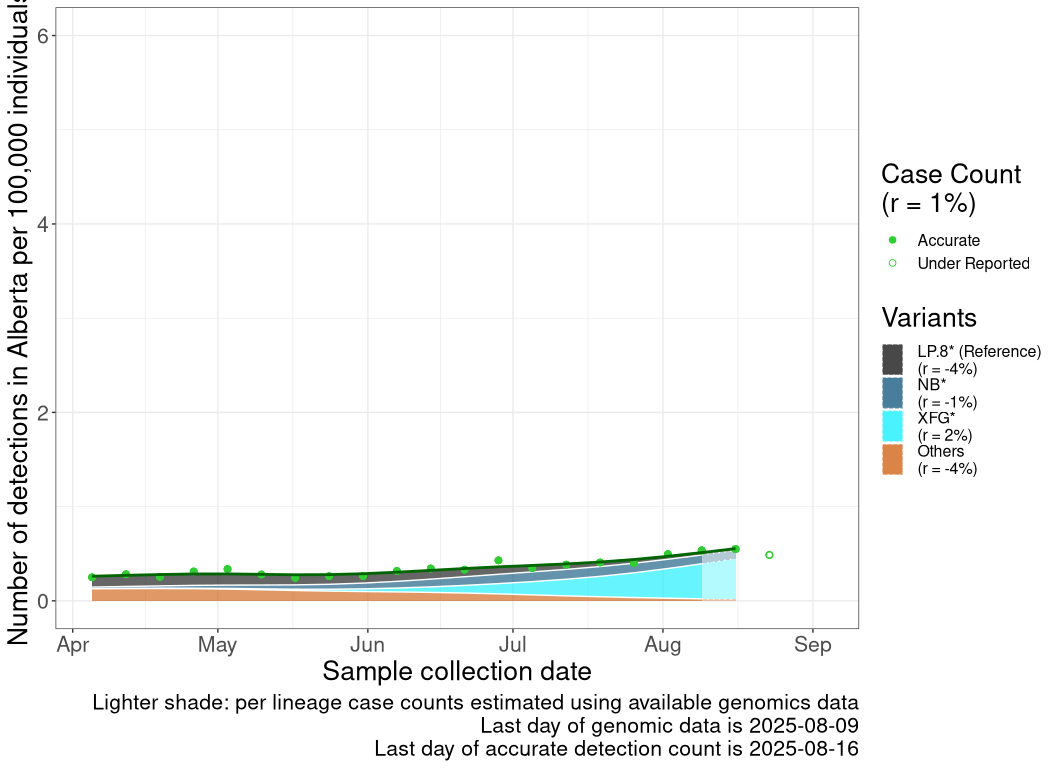 Number of detections in Alberta per 100,000 individuals
6
4
2
0
Apr
May
Jun
Jul
Aug
Sep
Sample collection date
Lighter shade: per lineage case counts estimated using available genomics data
Last day of genomic data is 2025-08-09
Last day of accurate detection count is 2025-08-16
Case Count
(r = 1%)
Accurate
Under Reported
Variants
LP.8* (Reference)
(r = -4%)
NB*
(r = -1%)
XFG*
(r = 2%)
Others
(r = -4%)